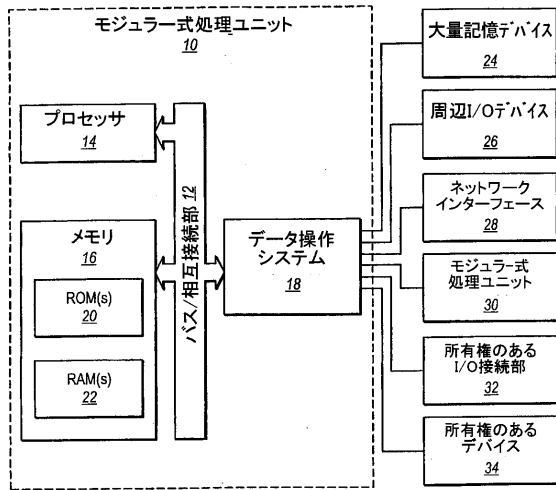 モジュラー式処理ユニット
10
プロセッサ
14
メモリ
16
ROM(s)
20
RAM(s)
22
バス/相互接続部 12
データ操作
システム
18
大量記憶デバイス
24
周辺I/Oデバイス
26
ネットワーク
インターフェース
28
モジュラー式
処理ユニット
30
所有権のある
I/O接続部
32
所有権のある
デバイス
34